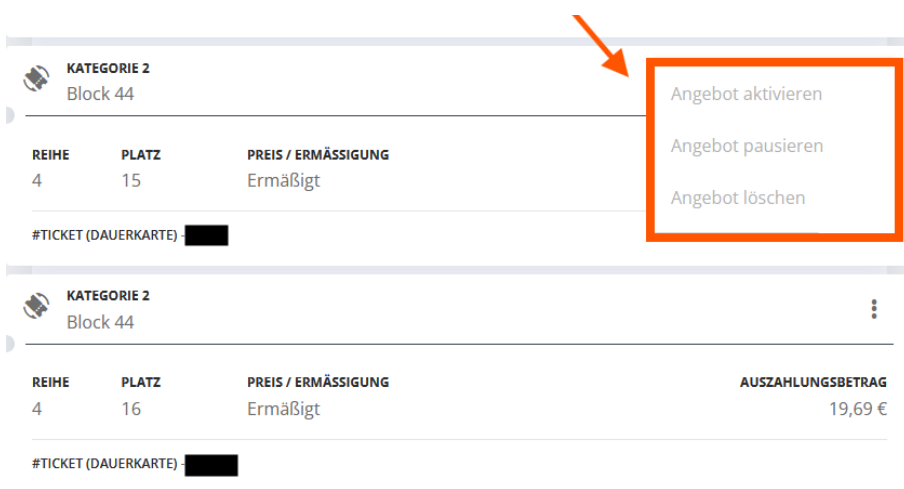 KATEGORIE 2
Block 44
Angebot aktivieren
Angebot pausieren
Angebot löschen
REIHE PLATZ PREIS / ERMÄSSIGUNG
4 15 Ermäßigt
#TICKET (DAUERKARTE) -
KATEGORIE 2
Block 44
REIHE PLATZ PREIS / ERMÄSSIGUNG AUSZAHLUNGSBETRAG
4 16 Ermäßigt 19,69 €
#TICKET (DAUERKARTE) -